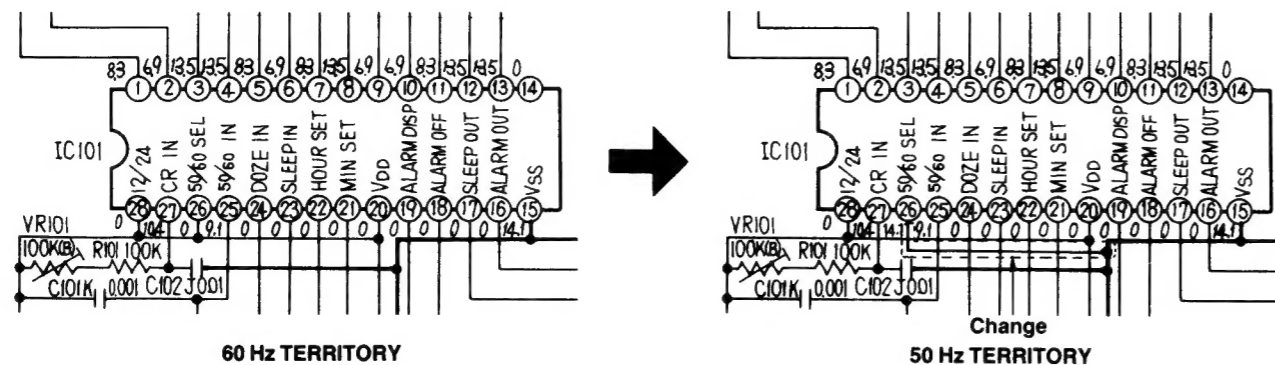 8.3 6.9 13.5 13.5 8.3 6.9 8.3 13.5 6.9 6.9 8.3 13.5 13.5 0
1 2 3 4 5 6 7 8 9 10 11 12 13 14
IC101
12/24 CR IN 50/60 SEL 50/60 IN DOZE IN SLEEP IN HOUR SET MIN SET VDD ALARM DISP ALARM OFF SLEEP OUT ALARM OUT VSS
28 27 26 25 24 23 22 21 20 19 18 17 16 15
0 10.4 0 9.1 0 0 0 0 0 0 0 0 0 14.1
VR101
100K(B) R101 100K
C101K 0.001 C102 J 0.01
60 Hz TERRITORY
8.3 6.9 13.5 13.5 8.3 6.9 8.3 13.5 6.9 6.9 8.3 13.5 13.5 0
1 2 3 4 5 6 7 8 9 10 11 12 13 14
IC101
12/24 CR IN 50/60 SEL 50/60 IN DOZE IN SLEEP IN HOUR SET MIN SET VDD ALARM DISP ALARM OFF SLEEP OUT ALARM OUT VSS
28 27 26 25 24 23 22 21 20 19 18 17 16 15
0 10.4 14.1 9.1 0 0 0 0 0 0 0 0 0 14.1
VR101
100K(B) R101 100K
C101K 0.001 C102 J 0.01
Change
50 Hz TERRITORY